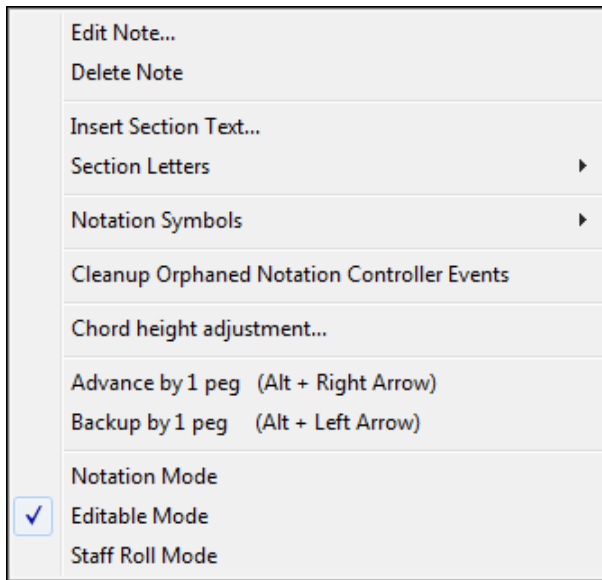 Edit Note...
Delete Note
Insert Section Text...
Section Letters
Notation Symbols
Cleanup Orphaned Notation Controller Events
Chord height adjustment...
Advance by 1 peg (Alt + Right Arrow)
Backup by 1 peg (Alt + Left Arrow)
Notation Mode
Editable Mode
Staff Roll Mode